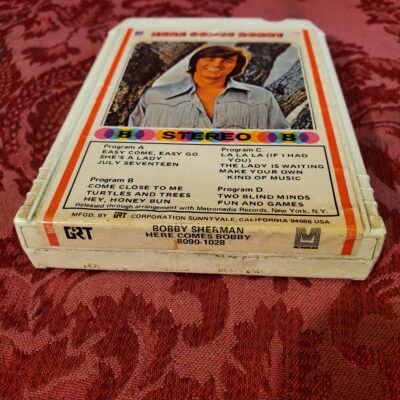 HERE COMES BOBBY
8 STEREO 8
Program A
EASY COME, EASY GO
SHE'S A LADY
JULY SEVENTEEN
Program B
COME CLOSE TO ME
TURTLES AND TREES
HEY, HONEY BUN
Program C
LA LA LA (IF I HAD
YOU)
THE LADY IS WAITING
MAKE YOUR OWN
KIND OF MUSIC
Program D
TWO BLIND MINDS
FUN AND GAMES
Released through arrangement with Metromedia Records, New York, N.Y.
MFGD. BY GRT CORPORATION SUNNYVALE, CALIFORNIA 94086 USA
GRT
BOBBY SHERMAN
HERE COMES BOBBY
8090-1028